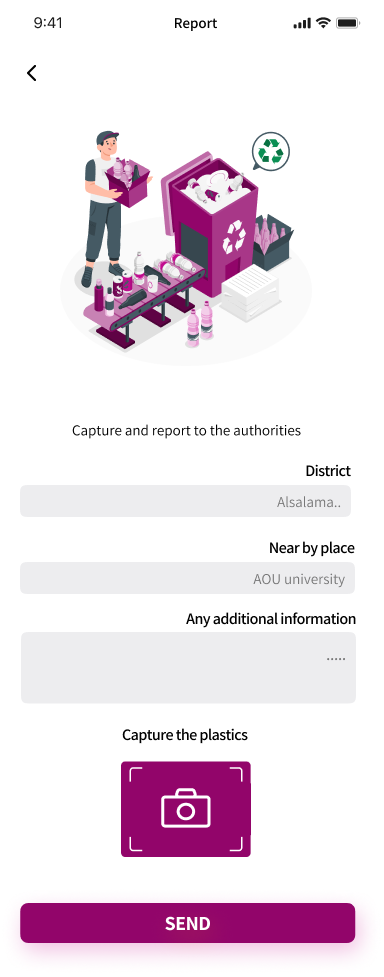 9:41
Report
Capture and report to the authorities
District
Alsalama..
Near by place
AOU university
Any additional information
.....
Capture the plastics
SEND